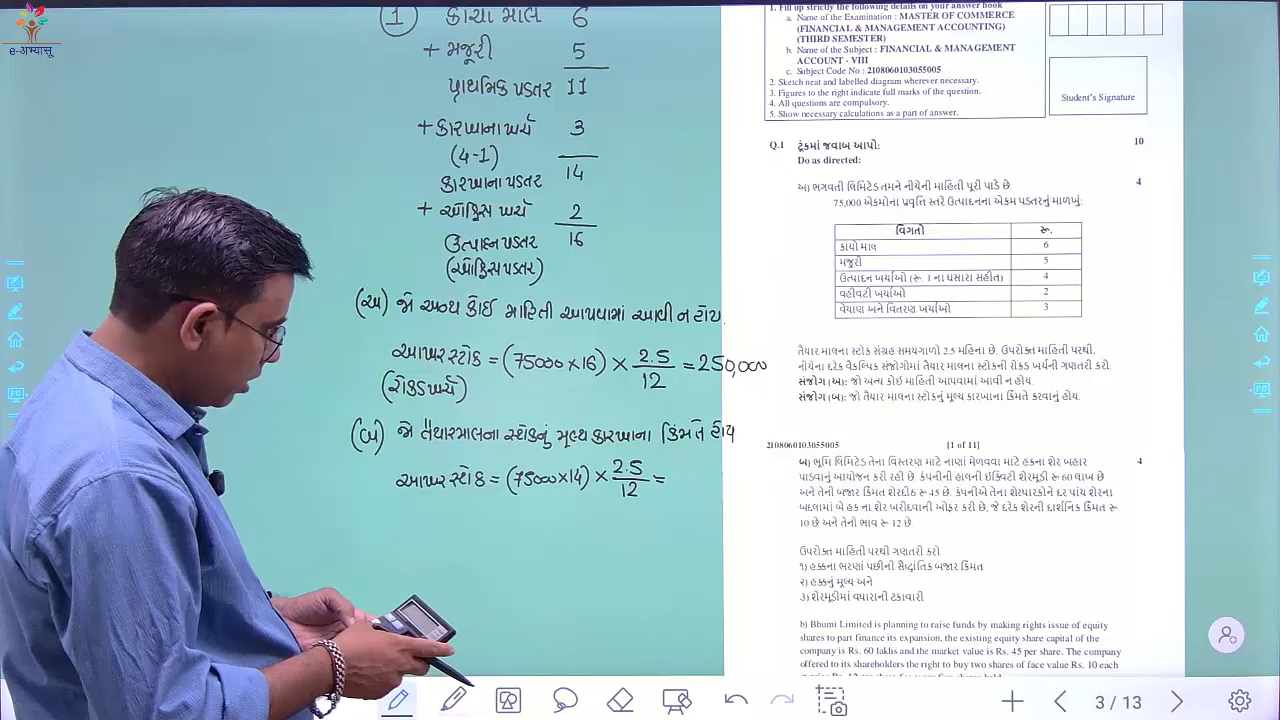 e-अभ्यासू
(1) કાચો માલ 6
+ મજૂરી 5
પ્રાથમિક પડતર 11
+ કારખાના ખર્ચ 3
(4-1)
કારખાના પડતર 14
+ ઓફિસ ખર્ચ 2
ઉત્પાદન પડતર 16
(ઓફિસ પડતર)
(અ) જો અન્ય કોઈ માહિતી આપવામાં આવી ન હોય.
આખર સ્ટોક = (75000 × 16) × 2.5/12 = 250,000
(રોકડ ખર્ચ)
(બ) જો તૈયાર માલના સ્ટોકનું મૂલ્ય કારખાના કિંમતે હોય
આખર સ્ટોક = (75000×14) × 2.5/12 =
1. Fill up strictly the following details on your answer book
a. Name of the Examination : MASTER OF COMMERCE
(FINANCIAL & MANAGEMENT ACCOUNTING)
(THIRD SEMESTER)
b. Name of the Subject : FINANCIAL & MANAGEMENT
ACCOUNT - VIII
c. Subject Code No : 2108060103055005
2. Sketch neat and labelled diagram wherever necessary.
3. Figures to the right indicate full marks of the question.
4. All questions are compulsory.
5. Show necessary calculations as a part of answer.
Student's Signature
Q.1 ટૂંકમાં જવાબ આપો: 10
Do as directed:
અ) ભગવતી લિમિટેડ તમને નીચેની માહિતી પૂરી પાડે છે 4
75,000 એકમોના પ્રવૃત્તિ સ્તરે ઉત્પાદનના એકમ પડતરનું માળખું:
વિગતો રૂ.
કાચો માલ 6
મજુરી 5
ઉત્પાદન ખર્ચાઓ (રૂ. 1 ના ઘસારા સહીત) 4
વહીવટી ખર્ચાઓ 2
વેચાણ અને વિતરણ ખર્ચાઓ 3
તૈયાર માલના સ્ટોક સંગ્રહ સમયગાળો 2.5 મહિના છે. ઉપરોક્ત માહિતી પરથી,
નીચેના દરેક વૈકલ્પિક સંજોગોમાં તૈયાર માલના સ્ટોકની રોકડ ખર્ચની ગણતરી કરો:
સંજોગ (અ): જો અન્ય કોઇ માહિતી આપવામાં આવી ન હોય.
સંજોગ (બ): જો તૈયાર માલના સ્ટોકનું મૂલ્ય કારખાના કિંમતે કરવાનું હોય.
2108060103055005 [1 of 11]
બ) ભૂમિ લિમિટેડ તેના વિસ્તરણ માટે નાણાં મેળવવા માટે હકના શેર બહાર 4
પાડવાનું આયોજન કરી રહી છે. કંપનીની હાલની ઇક્વિટી શેરમૂડી રૂ 60 લાખ છે
અને તેની બજાર કિંમત શેરદીઠ રૂ 45 છે. કંપનીએ તેના શેરધારકોને દર પાંચ શેરના
બદલામાં બે હક ના શેર ખરીદવાની ઓફર કરી છે, જે દરેક શેરની દાર્શનિક કિંમત રૂ
10 છે અને તેનો ભાવ રૂ 12 છે.
ઉપરોક્ત માહિતી પરથી ગણતરી કરો
૧) હક્કના ભરણાં પછીની સૈદ્ધાંતિક બજાર કિંમત
૨) હક્કનું મૂલ્ય અને
૩) શેરમૂડીમાં વધારાની ટકાવારી
b) Bhumi Limited is planning to raise funds by making rights issue of equity
shares to part finance its expansion, the existing equity share capital of the
company is Rs. 60 lakhs and the market value is Rs. 45 per share. The company
offered to its shareholders the right to buy two shares of face value Rs. 10 each
3 / 13